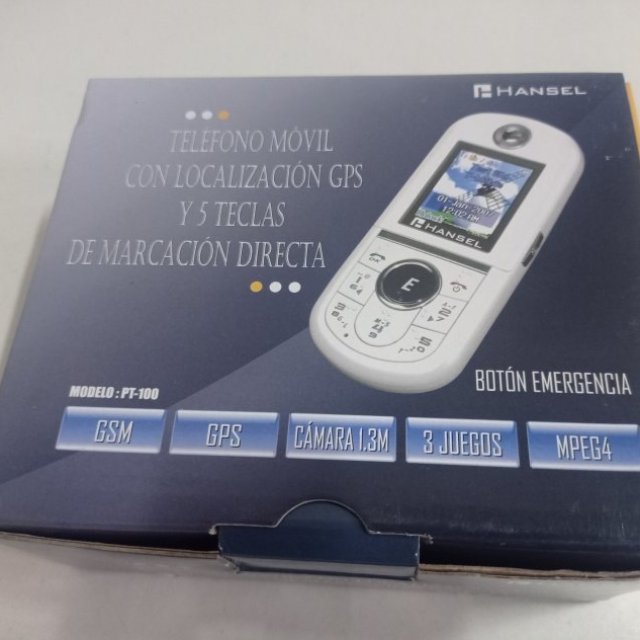 HANSEL
TELÉFONO MÓVIL
CON LOCALIZACIÓN GPS
Y 5 TECLAS
DE MARCACIÓN DIRECTA
HANSEL
E
BOTÓN EMERGENCIA
MODELO : PT-100
GSM
GPS
CÁMARA 1.3M
3 JUEGOS
MPEG4